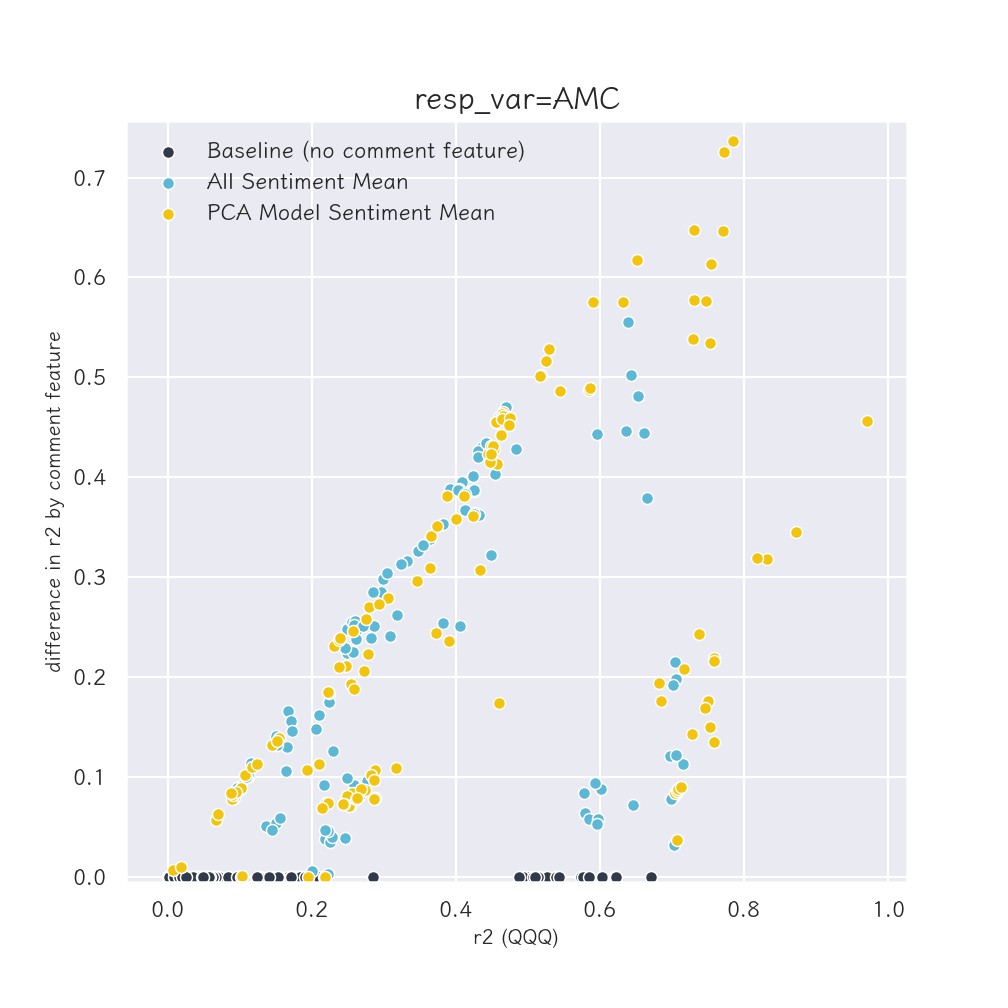 resp_var=AMC
Baseline (no comment feature)
All Sentiment Mean
PCA Model Sentiment Mean
difference in r2 by comment feature
0.7
0.6
0.5
0.4
0.3
0.2
0.1
0.0
0.0 0.2 0.4 0.6 0.8 1.0
r2 (QQQ)